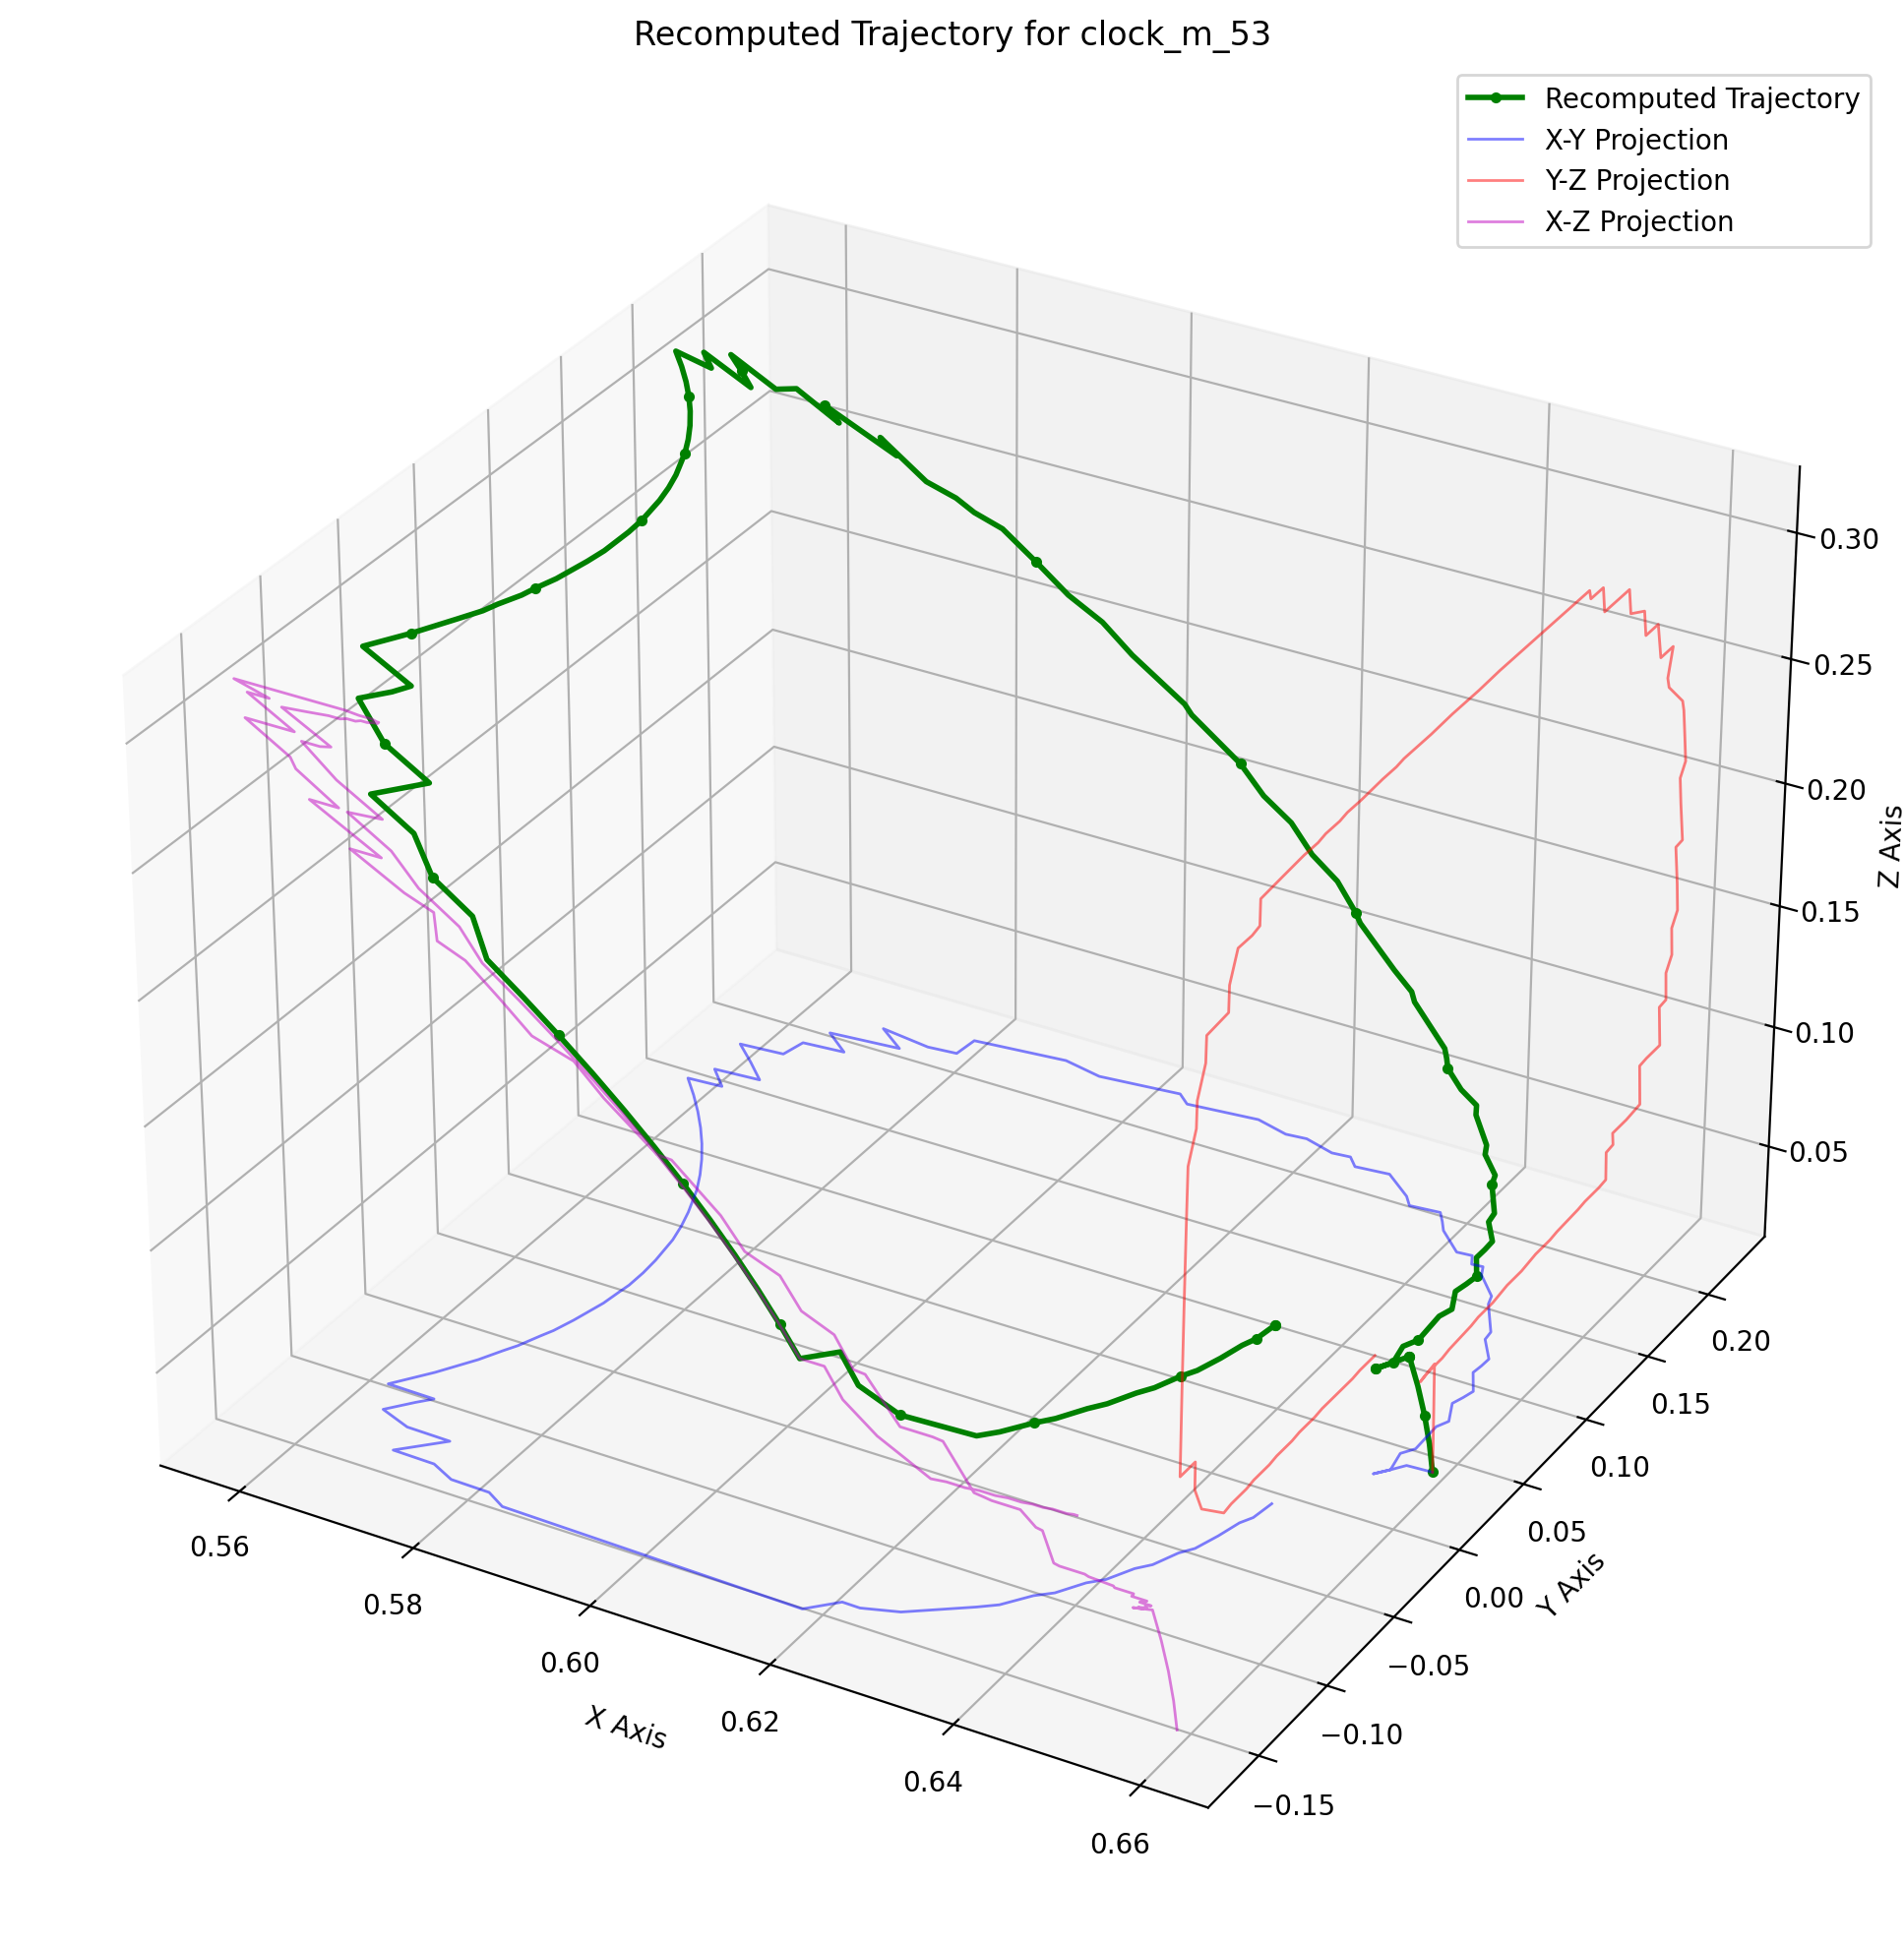 Recomputed Trajectory for clock_m_53
Recomputed Trajectory
X-Y Projection
Y-Z Projection
X-Z Projection
0.30
0.25
0.20
0.15
0.10
0.05
Z Axis
0.20
0.15
0.10
0.05
0.00
−0.05
−0.10
−0.15
Y Axis
0.56
0.58
0.60
0.62
0.64
0.66
X Axis